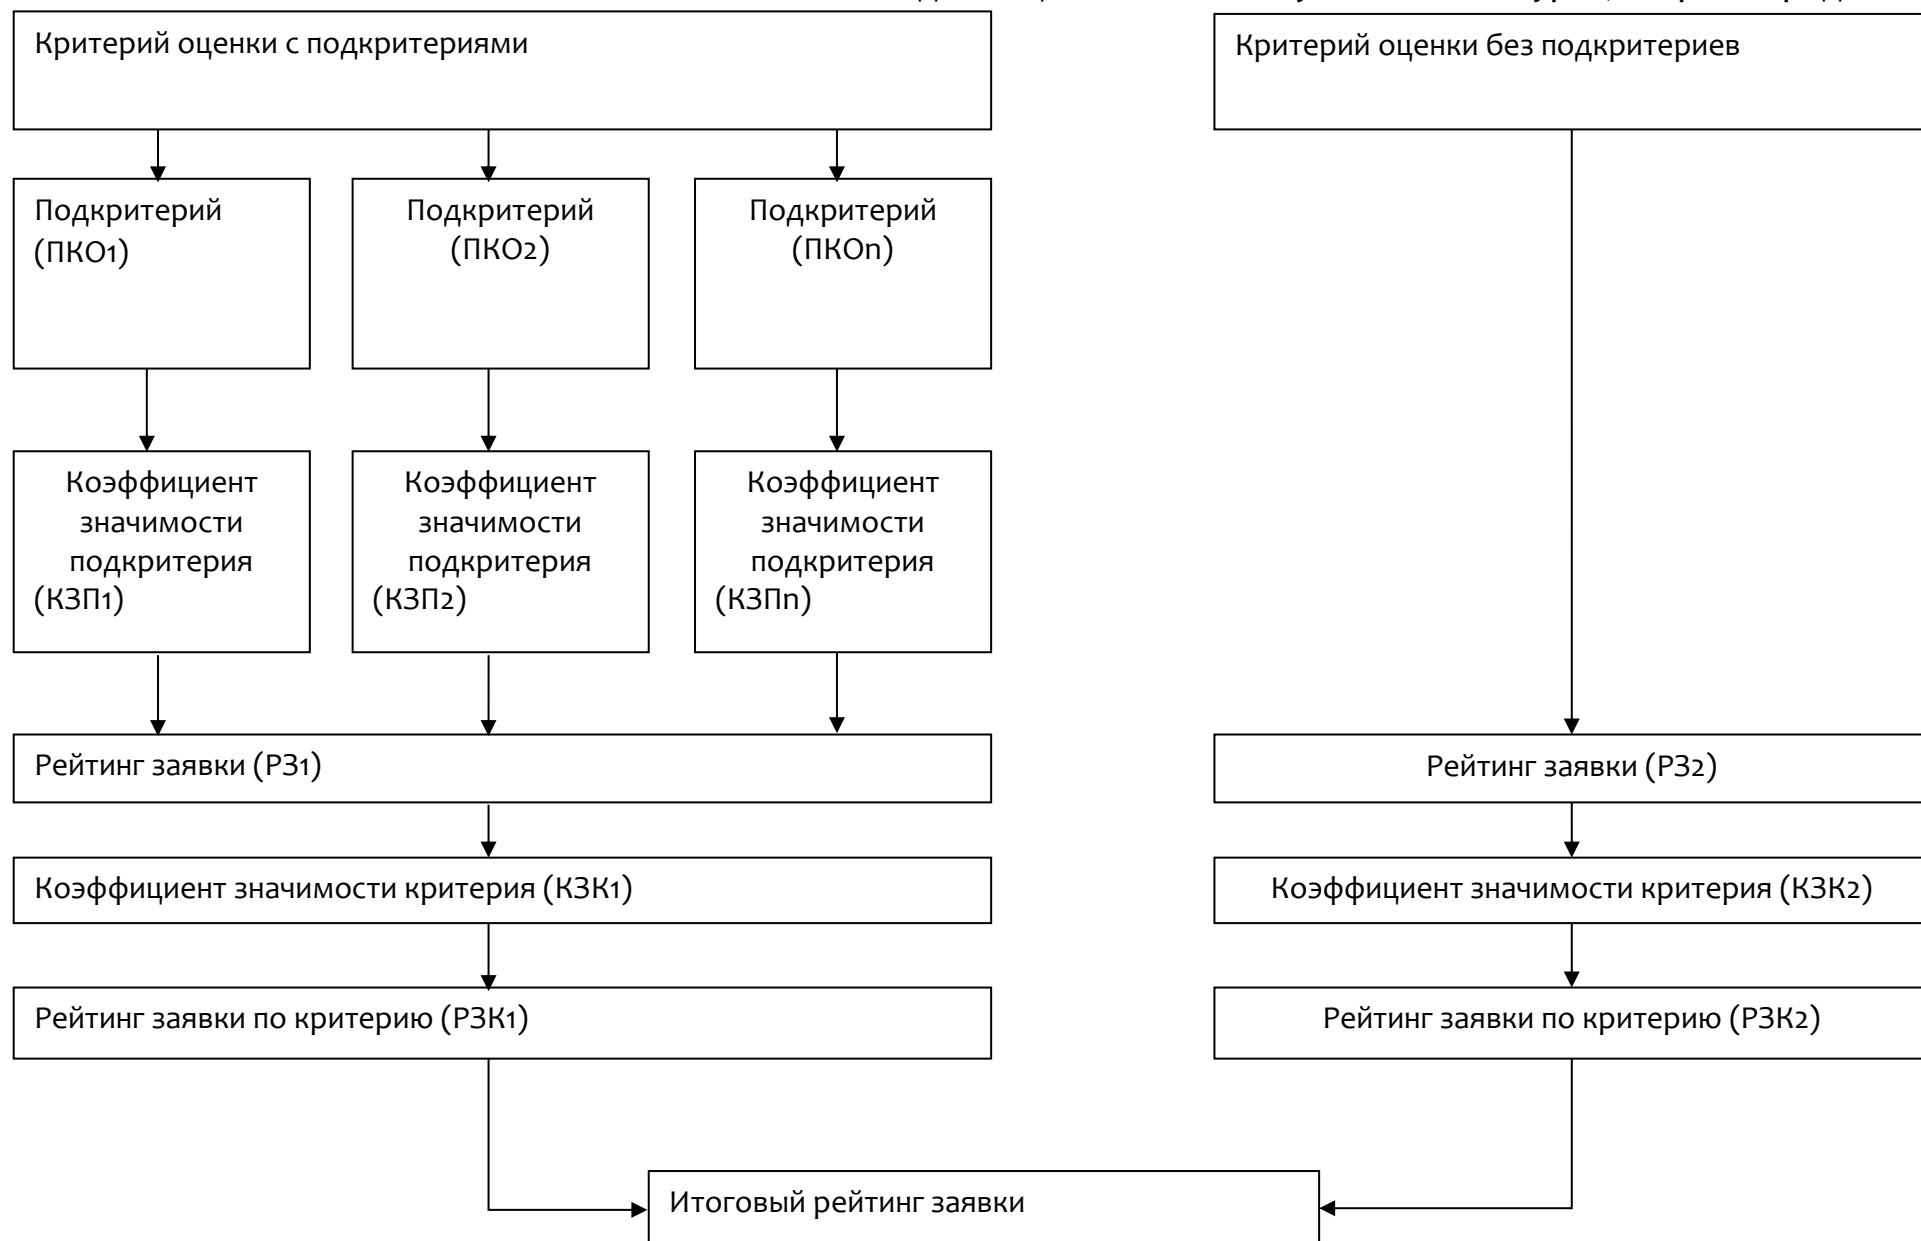 Критерий оценки с подкритериями
Критерий оценки без подкритериев
Подкритерий
(ПКО1)
Подкритерий
(ПКО2)
Подкритерий
(ПКОn)
Коэффициент
значимости
подкритерия
(КЗП1)
Коэффициент
значимости
подкритерия
(КЗП2)
Коэффициент
значимости
подкритерия
(КЗПn)
Рейтинг заявки (РЗ1)
Рейтинг заявки (РЗ2)
Коэффициент значимости критерия (КЗК1)
Коэффициент значимости критерия (КЗК2)
Рейтинг заявки по критерию (РЗК1)
Рейтинг заявки по критерию (РЗК2)
Итоговый рейтинг заявки